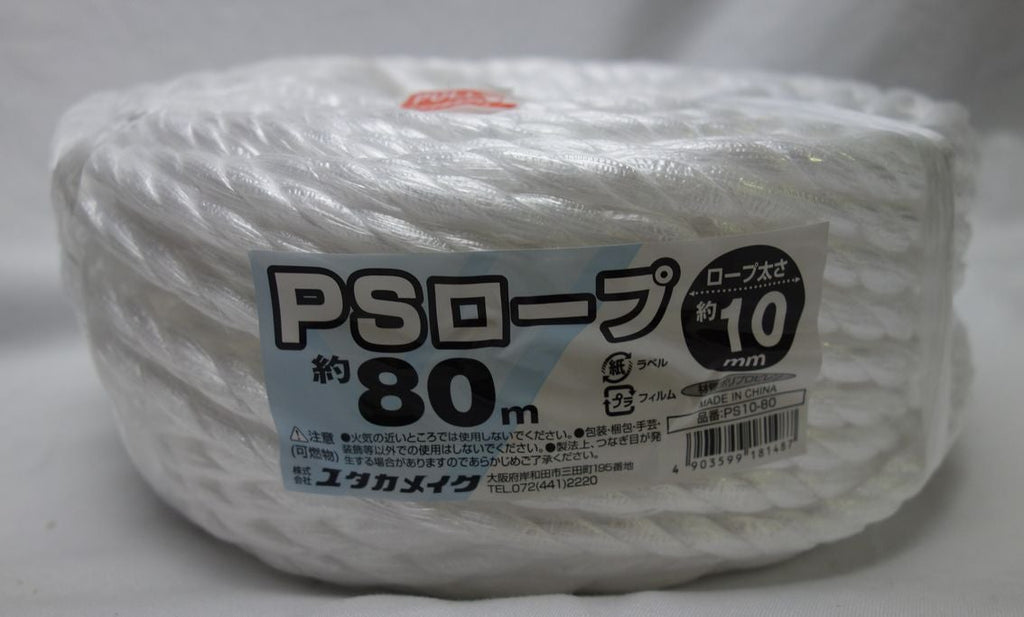 PULL
PSロープ
約80m
ロープ太さ
約10
mm
紙 ラベル
プラ フィルム
MADE IN CHINA
品番:PS10-80
4 903599 181487
⚠注意
(可燃物)
●火気の近いところでは使用しないでください。●包装・梱包・手芸・
装飾等以外での使用はしないでください。●製法上、つなぎ目が発
生する場合がありますのであらかじめご了承ください。
株式会社 ユタカメイク 大阪府岸和田市三田町195番地
TEL.072(441)2220